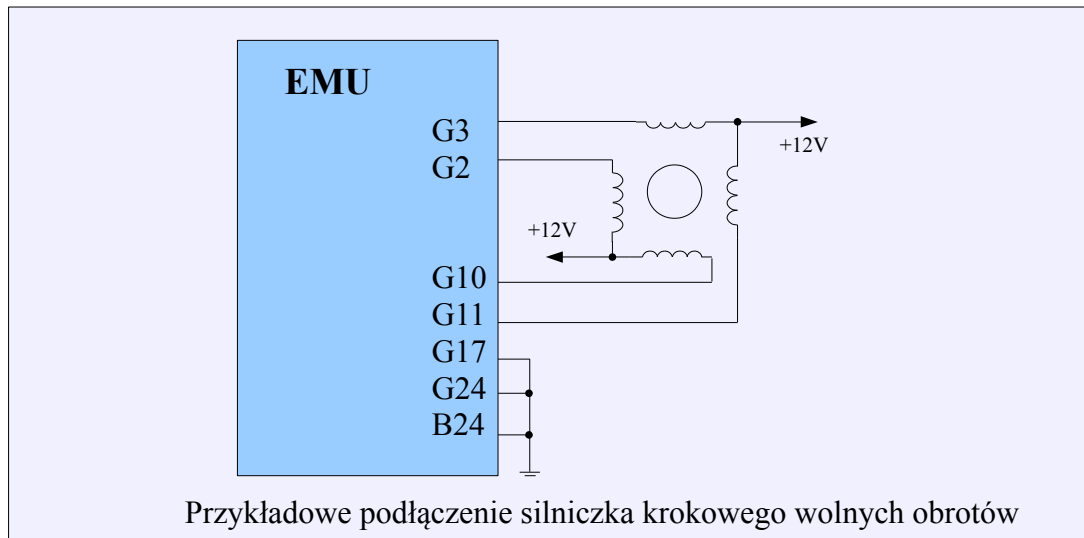 EMU
G3
+12V
G2
+12V
G10
G11
G17
G24
B24
Przykładowe podłączenie silniczka krokowego wolnych obrotów